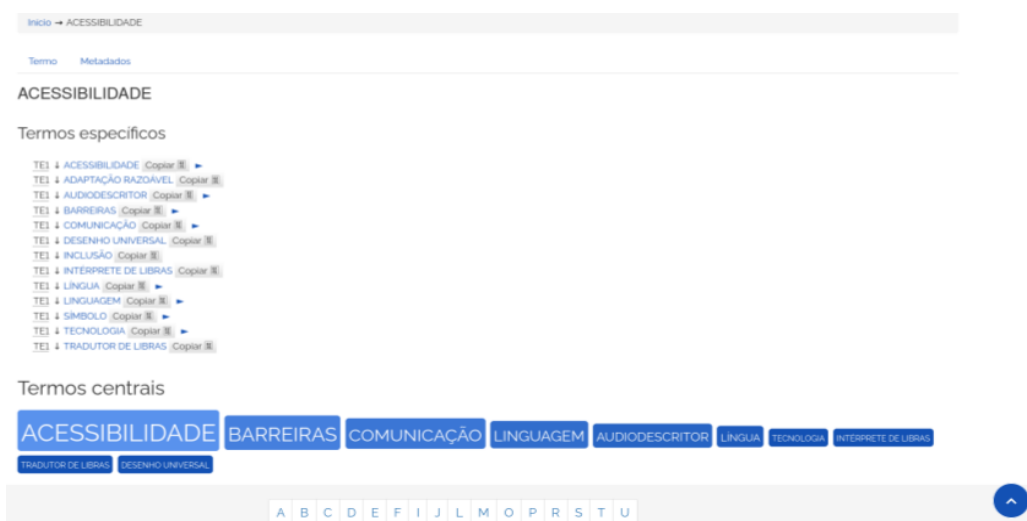 Início → ACESSIBILIDADE
Termo Metadados
ACESSIBILIDADE
Termos específicos
TE1 ↓ ACESSIBILIDADE Copiar ►
TE1 ↓ ADAPTAÇÃO RAZOÁVEL Copiar
TE1 ↓ AUDIODESCRITOR Copiar ►
TE1 ↓ BARREIRAS Copiar ►
TE1 ↓ COMUNICAÇÃO Copiar ►
TE1 ↓ DESENHO UNIVERSAL Copiar
TE1 ↓ INCLUSÃO Copiar
TE1 ↓ INTÉRPRETE DE LIBRAS Copiar
TE1 ↓ LÍNGUA Copiar ►
TE1 ↓ LINGUAGEM Copiar ►
TE1 ↓ SÍMBOLO Copiar ►
TE1 ↓ TECNOLOGIA Copiar ►
TE1 ↓ TRADUTOR DE LIBRAS Copiar
Termos centrais
ACESSIBILIDADE BARREIRAS COMUNICAÇÃO LINGUAGEM AUDIODESCRITOR LÍNGUA TECNOLOGIA INTÉRPRETE DE LIBRAS
TRADUTOR DE LIBRAS DESENHO UNIVERSAL
A B C D E F I J L M O P R S T U